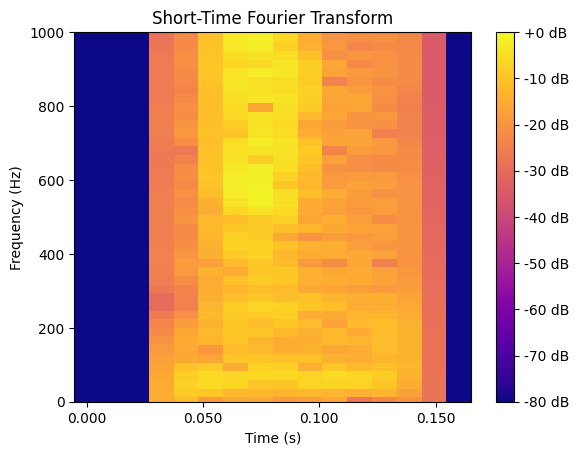 Short-Time Fourier Transform
Frequency (Hz)
1000
800
600
400
200
0
0.000
0.050
0.100
0.150
Time (s)
+0 dB
-10 dB
-20 dB
-30 dB
-40 dB
-50 dB
-60 dB
-70 dB
-80 dB